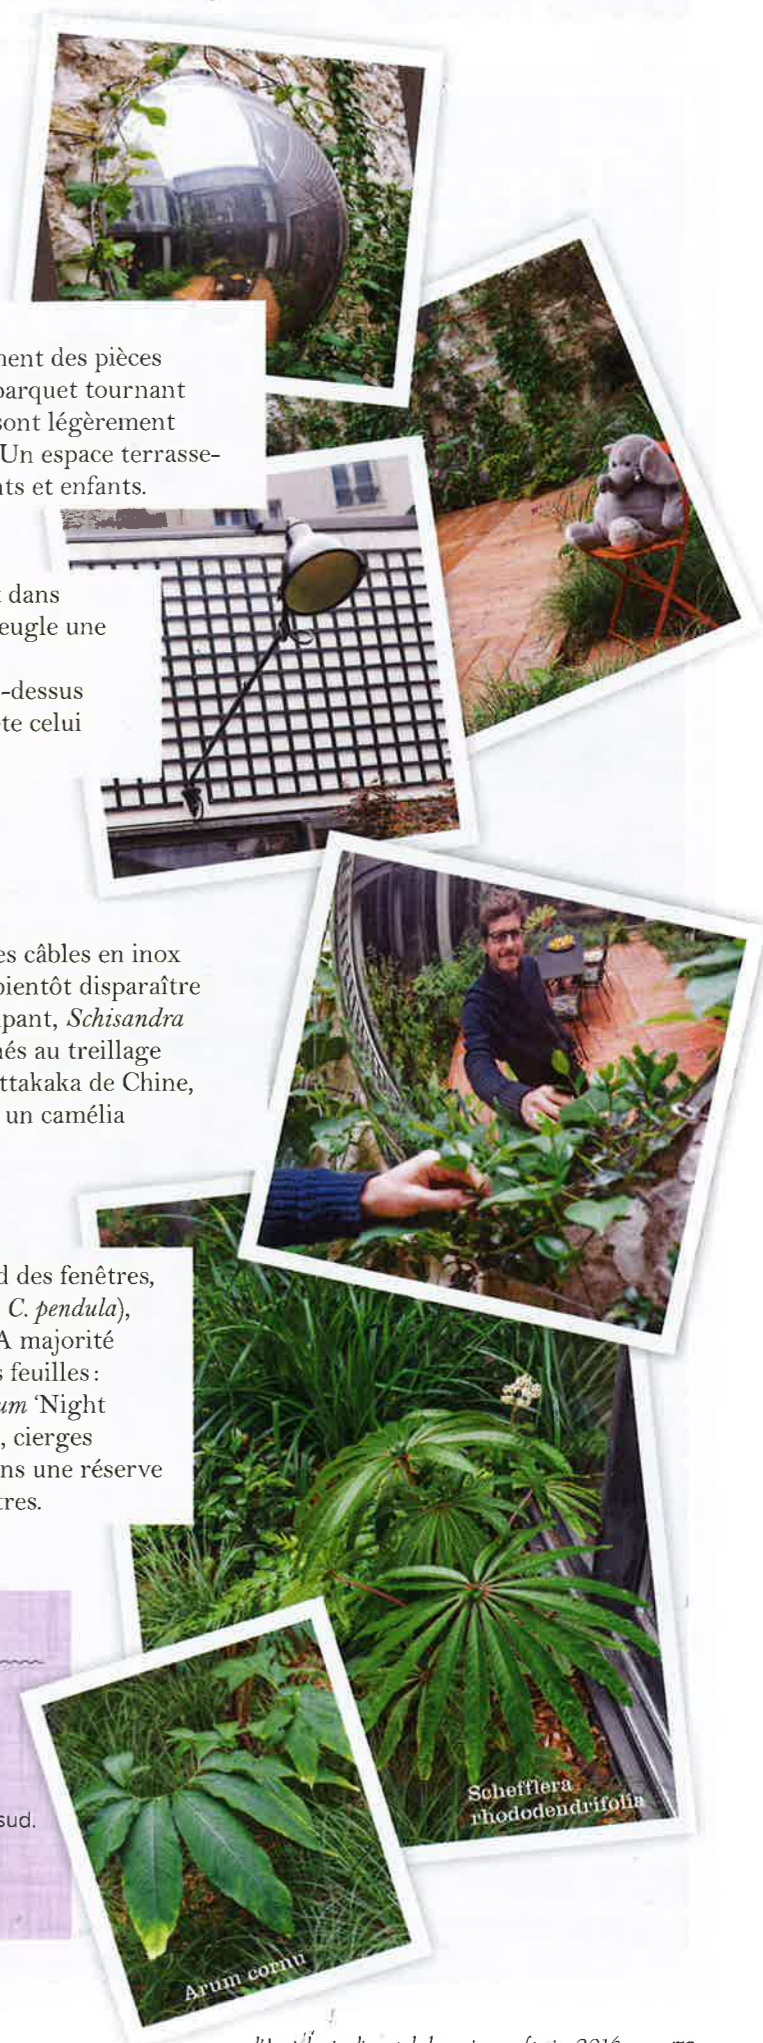 ment des pièces
parquet tournant
sont légèrement
Un espace terrasse-
nts et enfants.
dans
eugle une
-dessus
te celui
es câbles en inox
bientôt disparaître
pant, Schisandra
nés au treillage
ttakaka de Chine,
un camélia
d des fenêtres,
C. pendula),
A majorité
s feuilles :
um ‘Night
, cierges
ns une réserve
tres.
sud.
Schefflera
rhododendrifolia
Arum cornu
2016